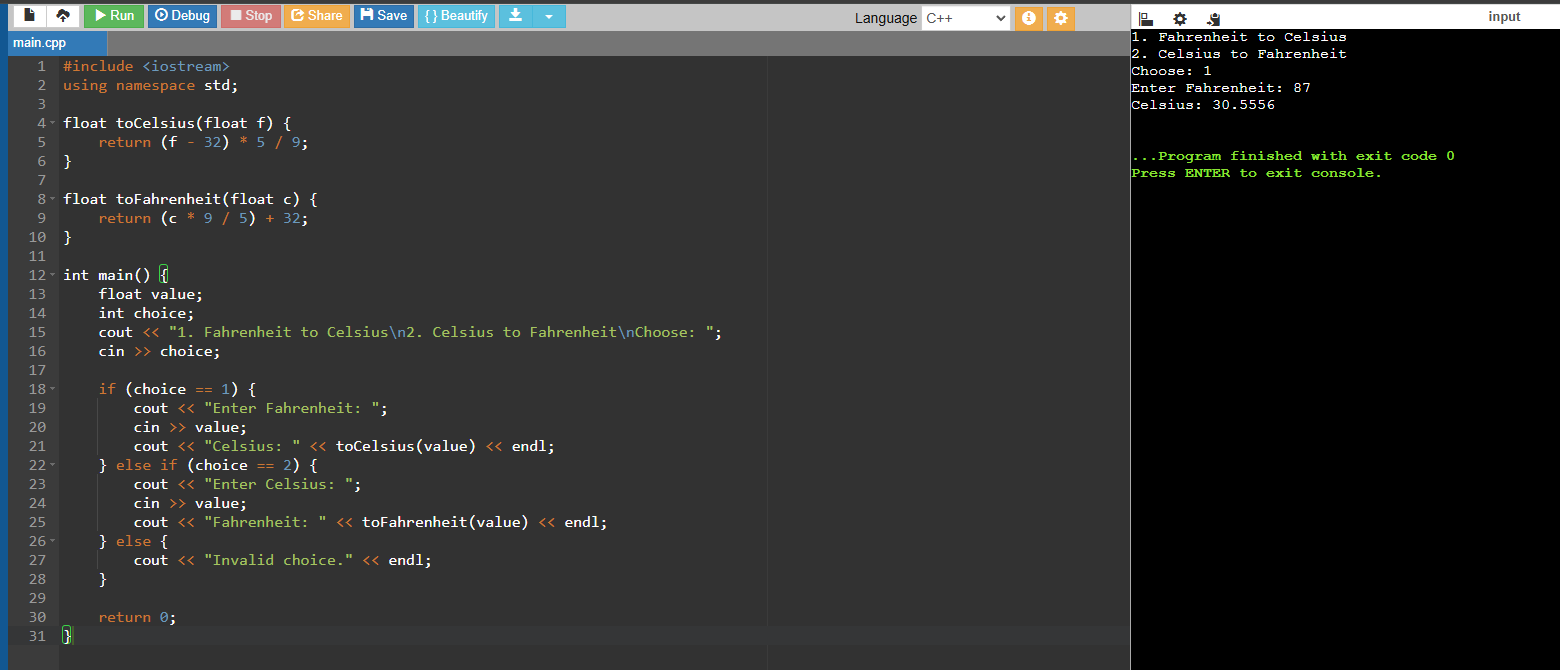 Run Debug Stop Share Save { } Beautify
Language C++
input
main.cpp
1 #include <iostream>
2 using namespace std;
3
4 float toCelsius(float f) {
5     return (f - 32) * 5 / 9;
6 }
7
8 float toFahrenheit(float c) {
9     return (c * 9 / 5) + 32;
10 }
11
12 int main() {
13     float value;
14     int choice;
15     cout << "1. Fahrenheit to Celsius\n2. Celsius to Fahrenheit\nChoose: ";
16     cin >> choice;
17
18     if (choice == 1) {
19         cout << "Enter Fahrenheit: ";
20         cin >> value;
21         cout << "Celsius: " << toCelsius(value) << endl;
22     } else if (choice == 2) {
23         cout << "Enter Celsius: ";
24         cin >> value;
25         cout << "Fahrenheit: " << toFahrenheit(value) << endl;
26     } else {
27         cout << "Invalid choice." << endl;
28     }
29
30     return 0;
31 }
1. Fahrenheit to Celsius
2. Celsius to Fahrenheit
Choose: 1
Enter Fahrenheit: 87
Celsius: 30.5556
...Program finished with exit code 0
Press ENTER to exit console.